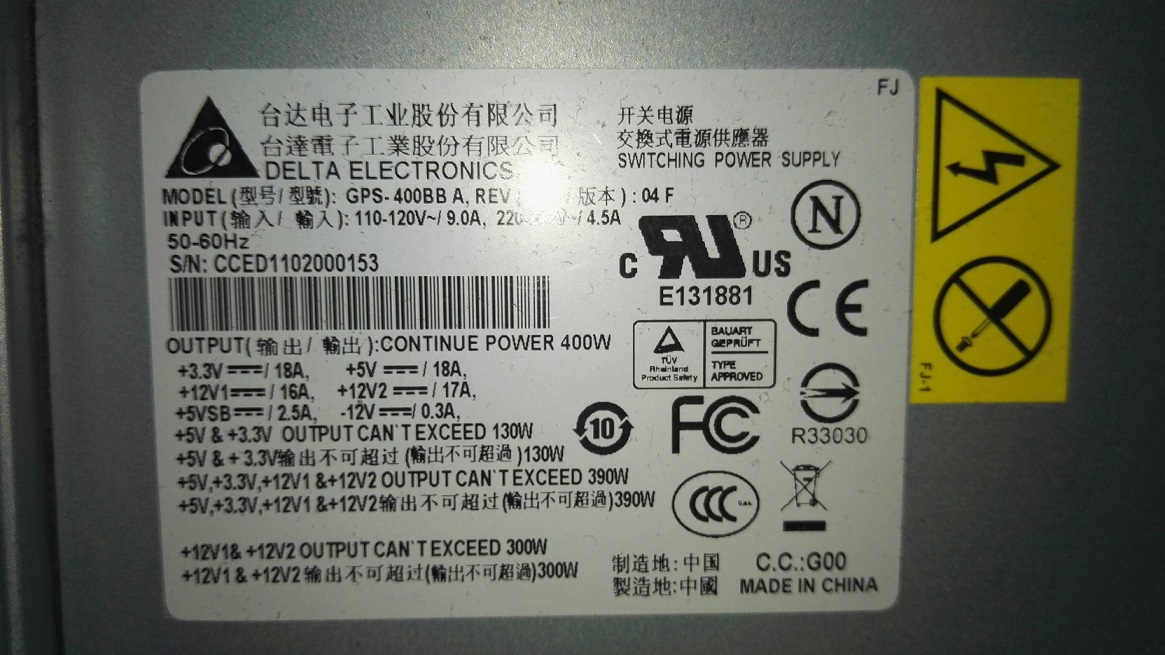 FJ
台达电子工业股份有限公司
台達電子工業股份有限公司
DELTA ELECTRONICS
开关电源
交換式電源供應器
SWITCHING POWER SUPPLY
MODEL (型号/ 型號): GPS-400BB A, REV 版本) : 04 F
INPUT (输入/ 輸入): 110-120V~/ 9.0A, 4.5A
50-60Hz
S/N: CCED1102000153
N
C US ®
E131881
CE
OUTPUT( 输出/ 輸出 ):CONTINUE POWER 400W
+3.3V / 18A, +5V / 18A,
+12V1 / 16A, +12V2 / 17A,
+5VSB / 2.5A, -12V / 0.3A,
+5V & +3.3V OUTPUT CAN`T EXCEED 130W
+5V & + 3.3V输出不可超过 (輸出不可超過 )130W
+5V,+3.3V,+12V1 &+12V2 OUTPUT CAN`T EXCEED 390W
+5V,+3.3V,+12V1 &+12V2 输出不可超过(輸出不可超過)390W
+12V1& +12V2 OUTPUT CAN`T EXCEED 300W
+12V1 & +12V2 输出不可超过(輸出不可超過)300W
TÜV
Rheinland
Product Safety
BAUART
GEPRÜFT
TYPE
APPROVED
10
FC
R33030
CCC
制造地: 中国
製造地: 中國
C.C.:G00
MADE IN CHINA
FJ-1